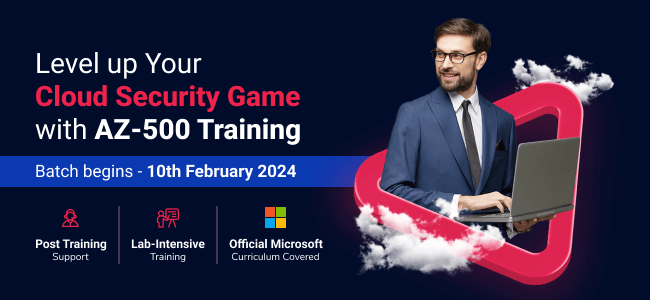 Level up Your
Cloud Security Game
with AZ-500 Training
Batch begins - 10th February 2024
Post Training
Support
Lab-Intensive
Training
Official Microsoft
Curriculum Covered